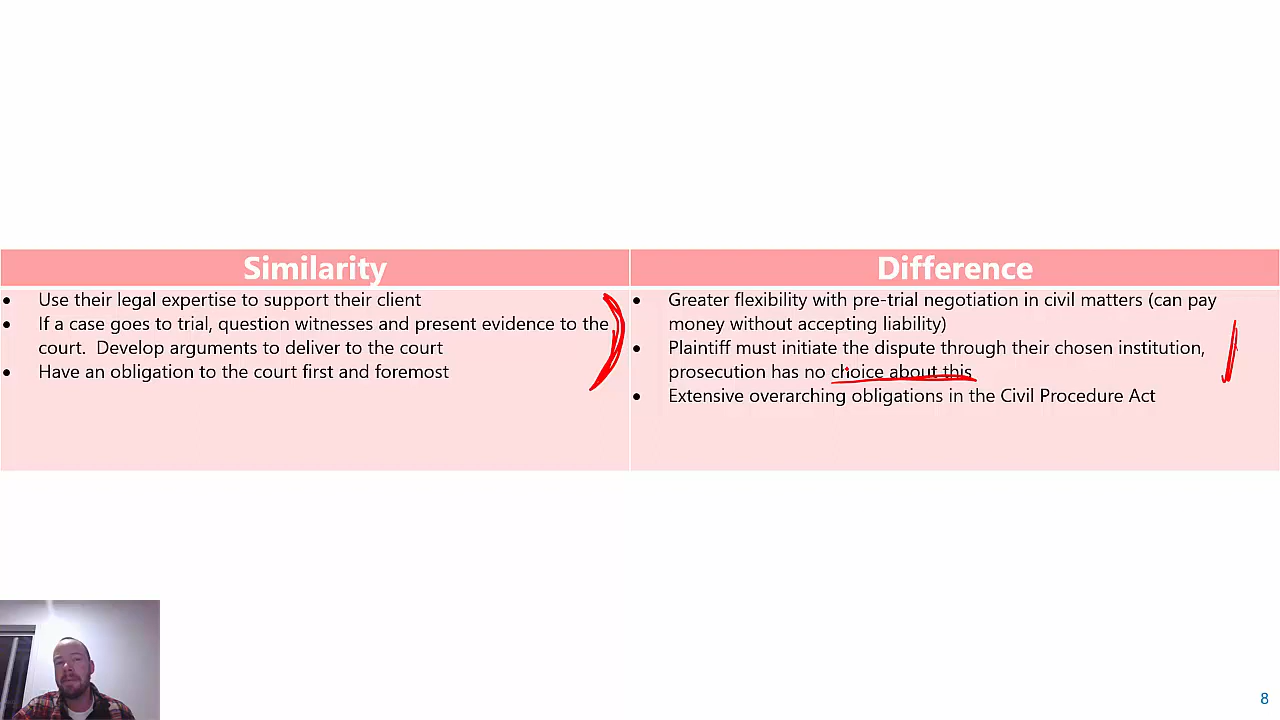 Similarity
Difference
• Use their legal expertise to support their client
• If a case goes to trial, question witnesses and present evidence to the
court.  Develop arguments to deliver to the court
• Have an obligation to the court first and foremost
• Greater flexibility with pre-trial negotiation in civil matters (can pay
money without accepting liability)
• Plaintiff must initiate the dispute through their chosen institution,
prosecution has no choice about this
• Extensive overarching obligations in the Civil Procedure Act
8